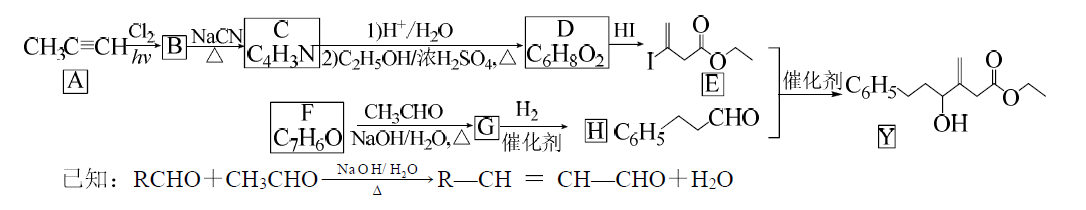 CH₃C≡CH —Cl₂/hν→ B —NaCN/△→ C C₄H₃N —1)H⁺/H₂O 2)C₂H₅OH/浓H₂SO₄,△→ D C₆H₈O₂ —HI→ I O O E
A
F C₇H₆O —CH₃CHO NaOH/H₂O,△→ G —H₂ 催化剂→ H C₆H₅ CHO
催化剂 C₆H₅ OH O O Y
已知：RCHO＋CH₃CHO —NaOH/H₂O △→ R—CH = CH—CHO＋H₂O